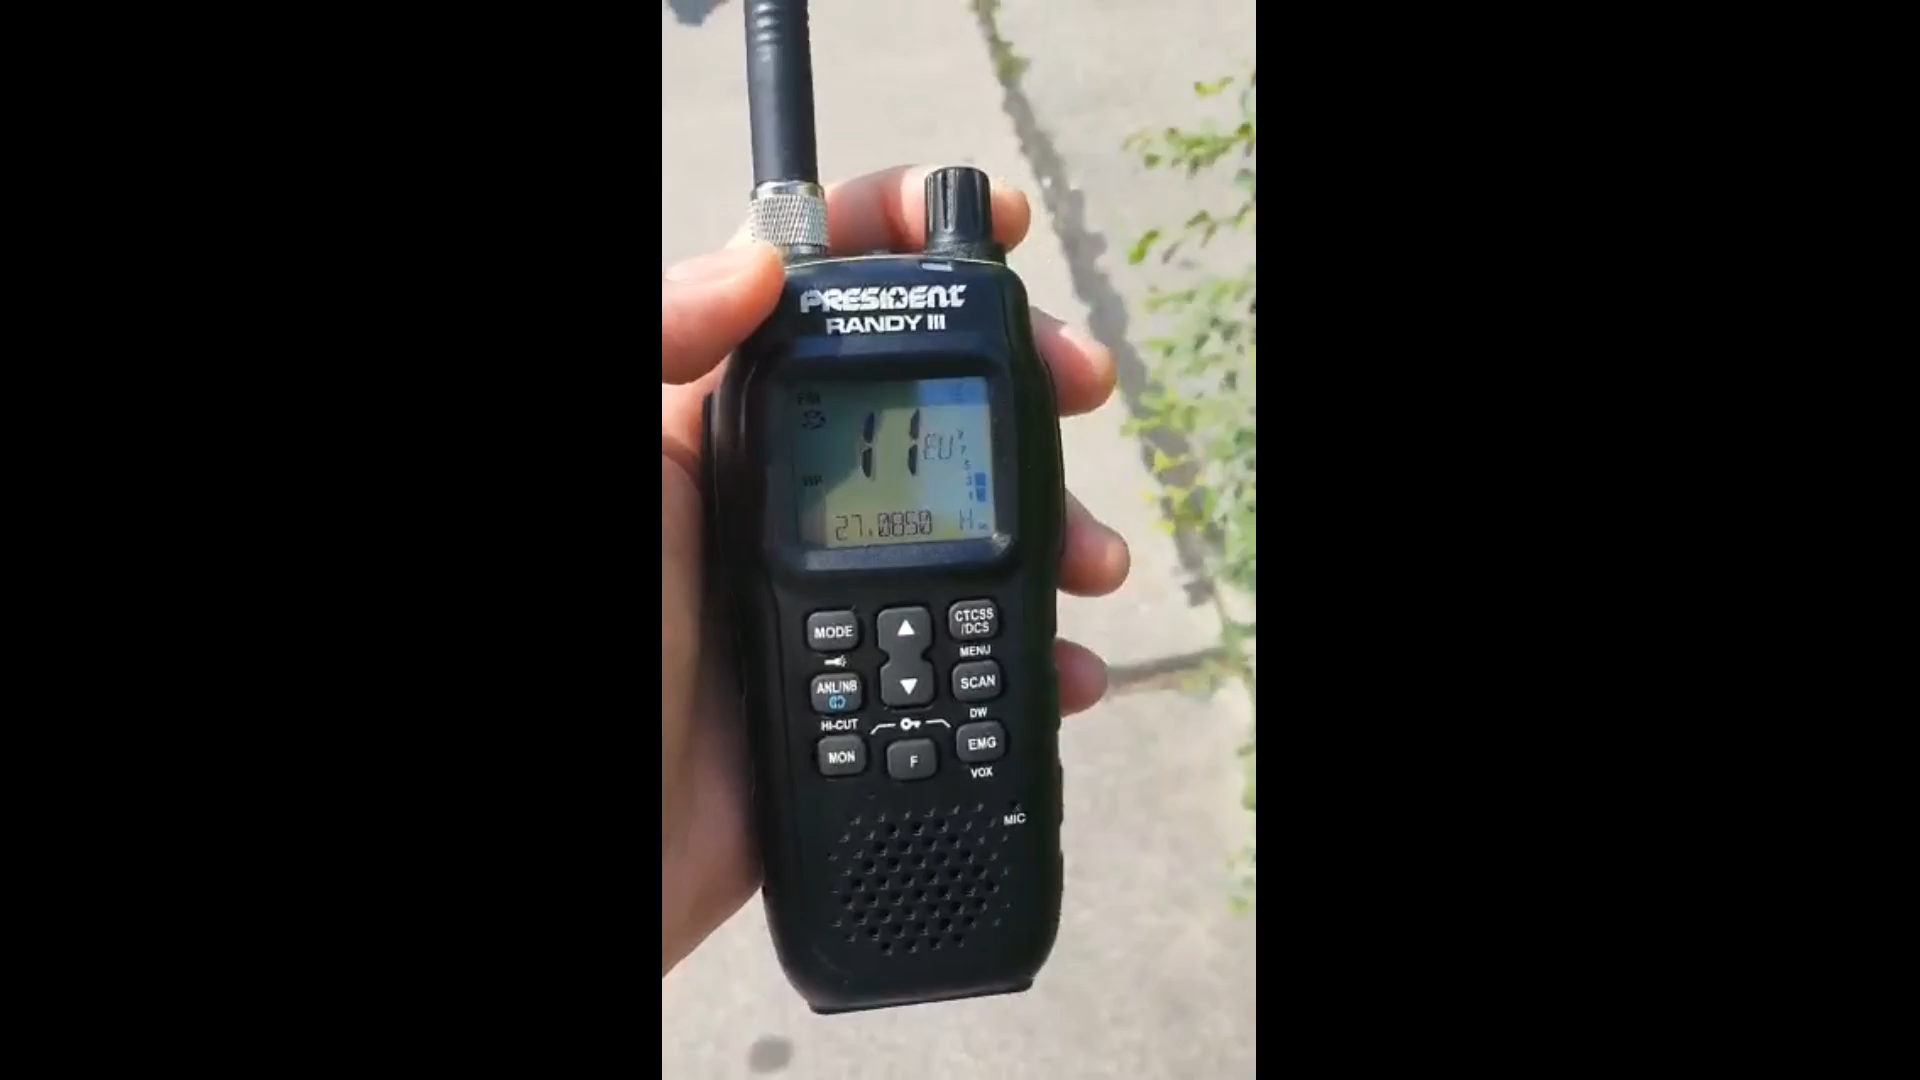 PRESIDENT
RANDY III
FM
11 EU
27.0850 H
MODE
CTCSS
/DCS
MENU
ANL/NB
SCAN
HI-CUT
DW
MON
F
EMG
VOX
MIC